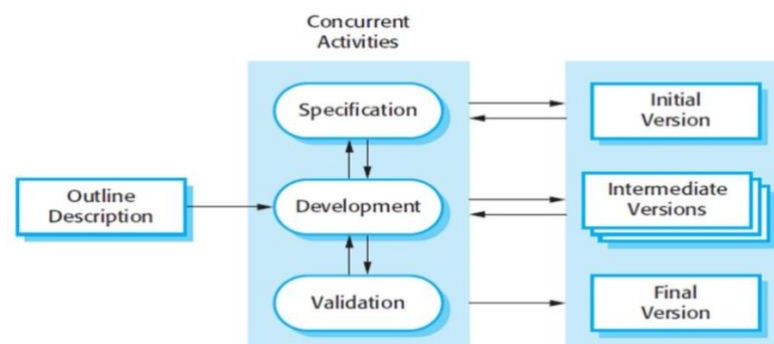 Concurrent
Activities
Specification
Initial
Version
Outline
Description
Development
Intermediate
Versions
Validation
Final
Version